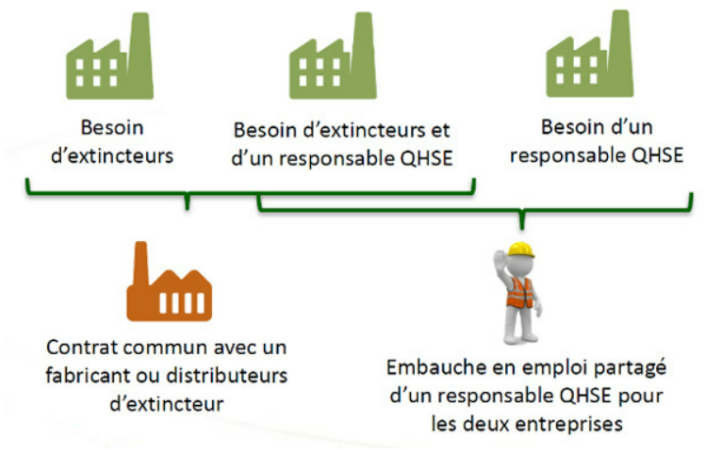 Besoin
d'extincteurs
Besoin d'extincteurs et
d'un responsable QHSE
Besoin d'un
responsable QHSE
Contrat commun avec un
fabricant ou distributeurs
d'extincteur
Embauche en emploi partagé
d'un responsable QHSE pour
les deux entreprises